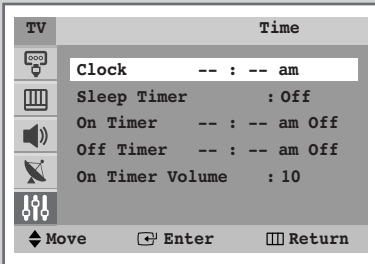 TV Time
Clock -- : -- am
Sleep Timer : Off
On Timer -- : -- am Off
Off Timer -- : -- am Off
On Timer Volume : 10
Move Enter Return